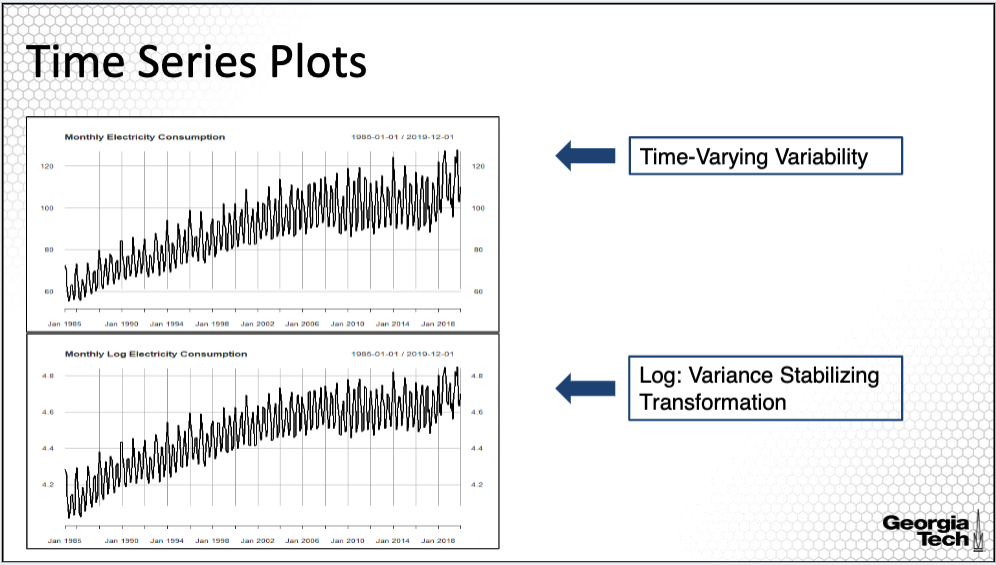 Time Series Plots
Monthly Electricity Consumption 1985-01-01 / 2019-12-01
120 120
100 100
80 80
60 60
Jan 1985 Jan 1990 Jan 1994 Jan 1998 Jan 2002 Jan 2006 Jan 2010 Jan 2014 Jan 2018
Time-Varying Variability
Monthly Log Electricity Consumption 1985-01-01 / 2019-12-01
4.8 4.8
4.6 4.6
4.4 4.4
4.2 4.2
Jan 1985 Jan 1990 Jan 1994 Jan 1998 Jan 2002 Jan 2006 Jan 2010 Jan 2014 Jan 2018
Log: Variance Stabilizing
Transformation
Georgia
Tech